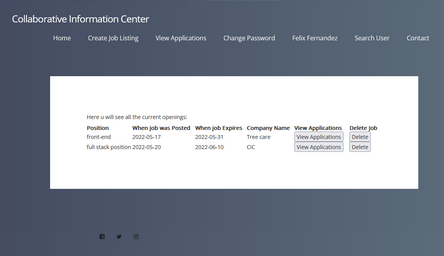 Collaborative Information Center
Home Create Job Listing View Applications Change Password Felix Fernandez Search User Contact
Here u will see all the current openings:
Position When job was Posted When job Expires Company Name View Applications Delete Job
front-end 2022-05-17 2022-05-31 Tree care View Applications Delete
full stack position 2022-05-20 2022-06-10 CIC View Applications Delete